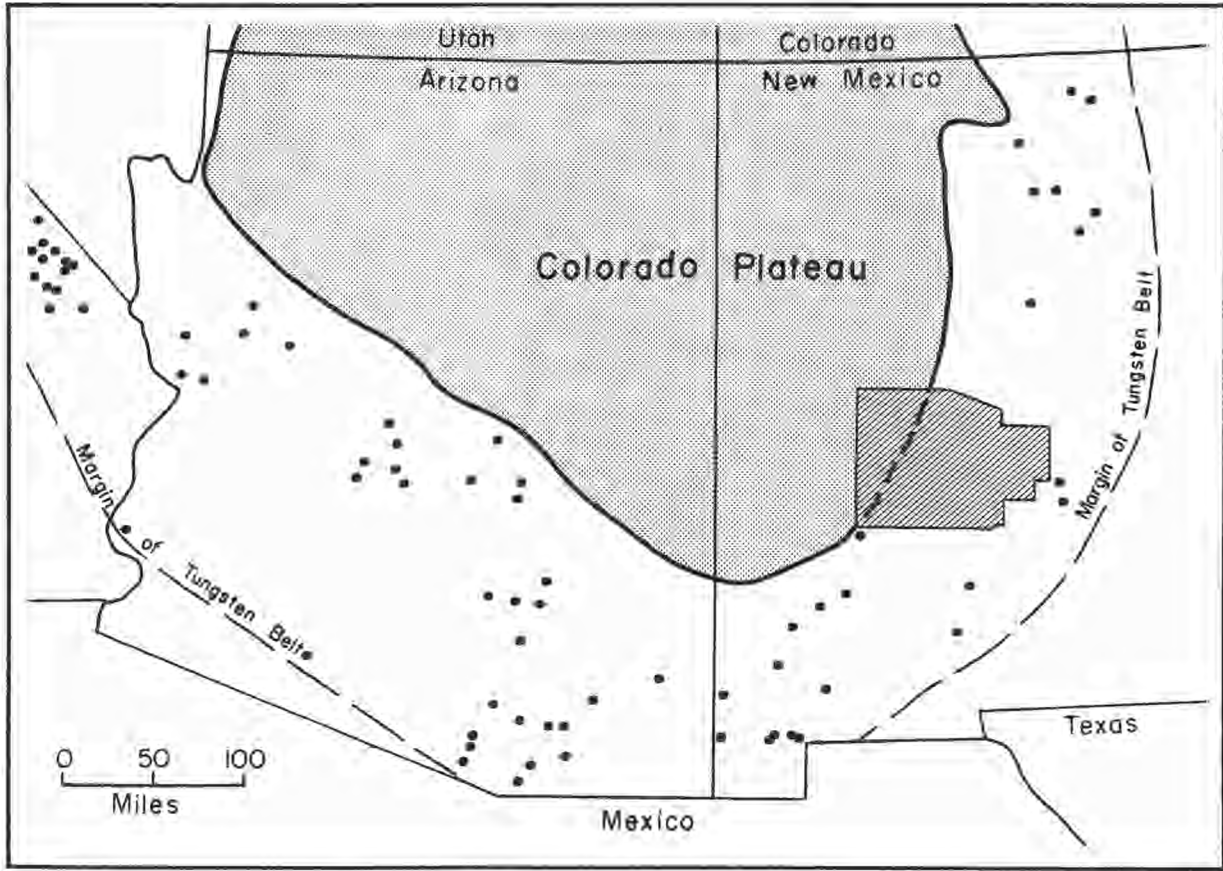 Utah
Colorado
Arizona
New Mexico
Colorado Plateau
Margin of Tungsten Belt
Margin of Tungsten Belt
Texas
0 50 100
Miles
Mexico